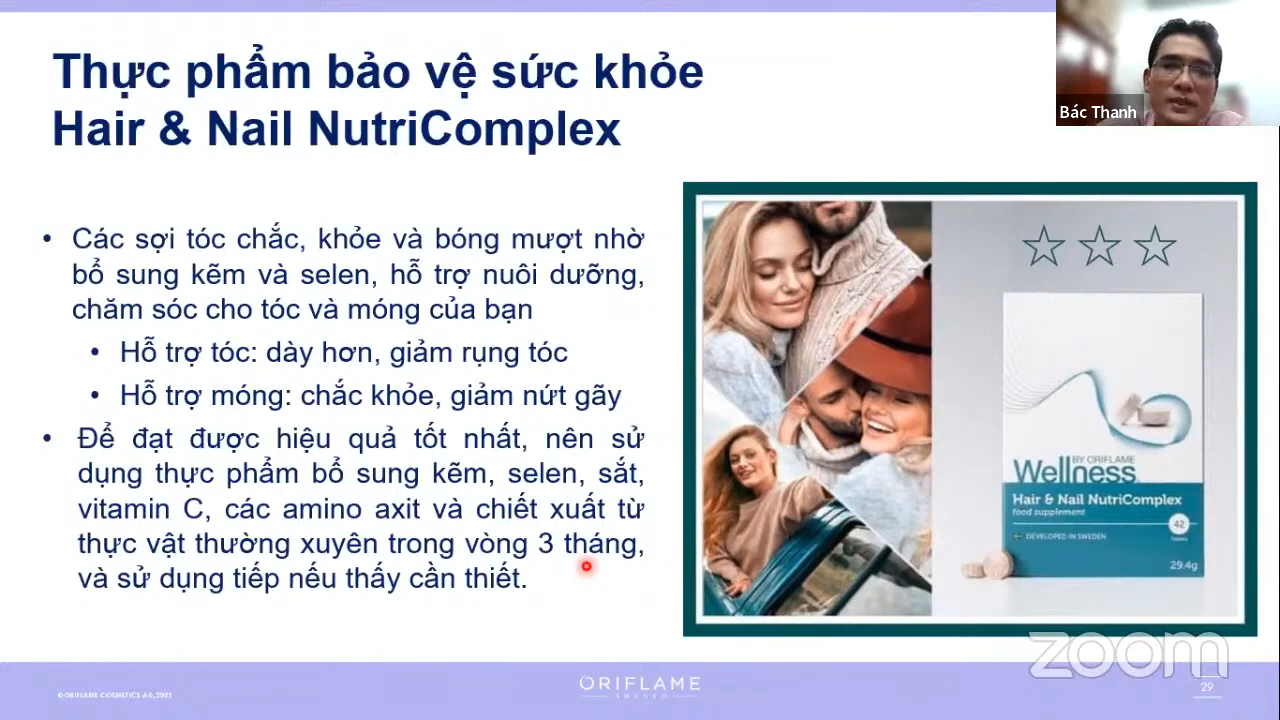 Thực phẩm bảo vệ sức khỏe
Hair & Nail NutriComplex
Bác Thanh
• Các sợi tóc chắc, khỏe và bóng mượt nhờ
bổ sung kẽm và selen, hỗ trợ nuôi dưỡng,
chăm sóc cho tóc và móng của bạn
• Hỗ trợ tóc: dày hơn, giảm rụng tóc
• Hỗ trợ móng: chắc khỏe, giảm nứt gãy
• Để đạt được hiệu quả tốt nhất, nên sử
dụng thực phẩm bổ sung kẽm, selen, sắt,
vitamin C, các amino axit và chiết xuất từ
thực vật thường xuyên trong vòng 3 tháng,
và sử dụng tiếp nếu thấy cần thiết.
BY ORIFLAME
Wellness
Hair & Nail NutriComplex
food supplement
42
Tablets
DEVELOPED IN SWEDEN
29.4g
zoom
©ORIFLAME COSMETICS AG,
ORIFLAME
SWEDEN
29